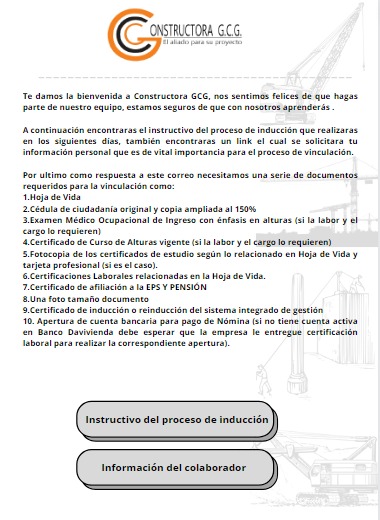 CONSTRUCTORA G.C.G.
El aliado para su proyecto
Te damos la bienvenida a Constructora GCG, nos sentimos felices de que hagas
parte de nuestro equipo, estamos seguros de que con nosotros aprenderás .
A continuación encontraras el instructivo del proceso de inducción que realizaras
en los siguientes días, también encontraras un link el cual se solicitara tu
información personal que es de vital importancia para el proceso de vinculación.
Por ultimo como respuesta a este correo necesitamos una serie de documentos
requeridos para la vinculación como:
1.Hoja de Vida
2.Cédula de ciudadanía original y copia ampliada al 150%
3.Examen Médico Ocupacional de Ingreso con énfasis en alturas (si la labor y el
cargo lo requieren)
4.Certificado de Curso de Alturas vigente (si la labor y el cargo lo requieren)
5.Fotocopia de los certificados de estudio según lo relacionado en Hoja de Vida y
tarjeta profesional (si es el caso).
6.Certificaciones Laborales relacionadas en la Hoja de Vida.
7.Certificado de afiliación a la EPS Y PENSIÓN
8.Una foto tamaño documento
9.Certificado de inducción o reinducción del sistema integrado de gestión
10. Apertura de cuenta bancaria para pago de Nómina (si no tiene cuenta activa
en Banco Davivienda debe esperar que la empresa le entregue certificación
laboral para realizar la correspondiente apertura).
Instructivo del proceso de inducción
Información del colaborador